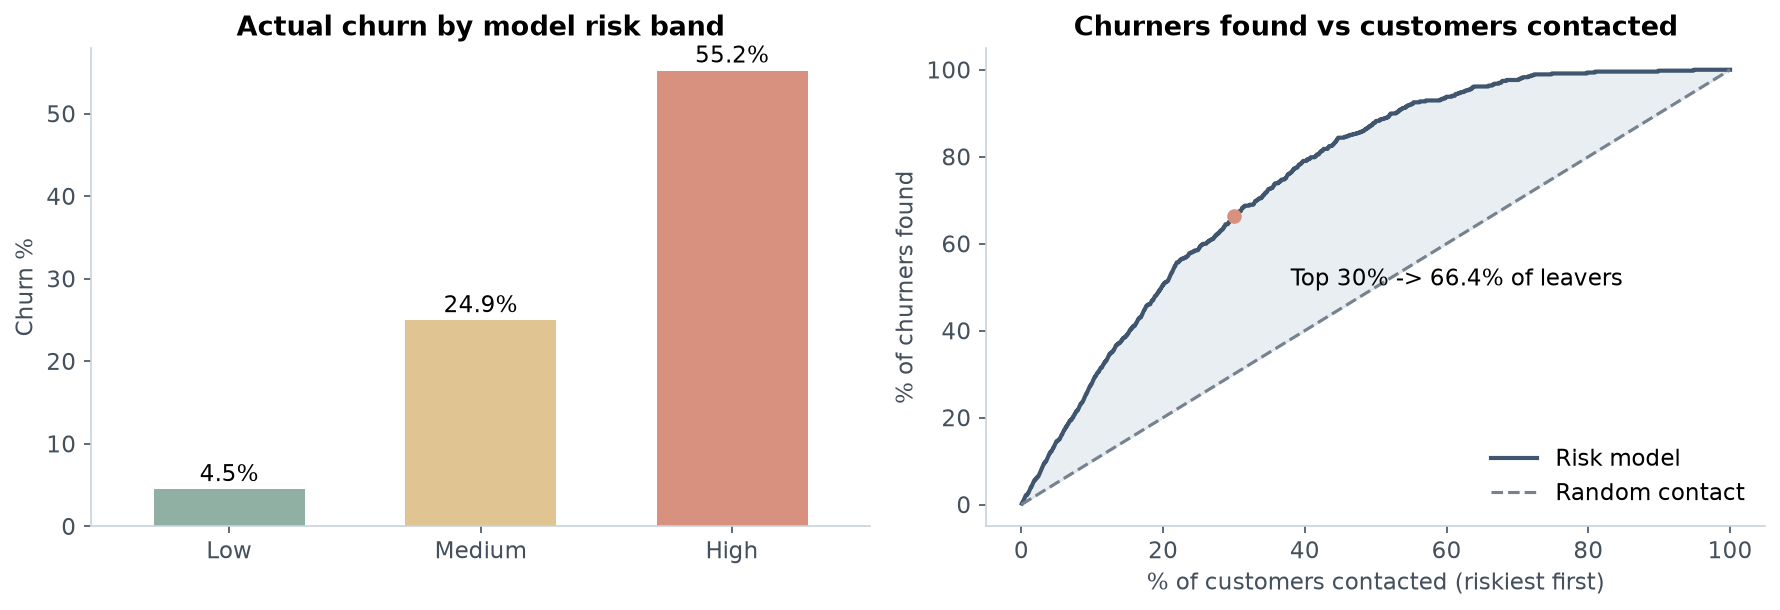 Actual churn by model risk band
55.2%
50
24.9%
40
30
20
10
4.5%
0
Churn %
Low
Medium
High
Churners found vs customers contacted
100
80
60
40
20
0
% of churners found
Top 30% -> 66.4% of leavers
Risk model
Random contact
0
20
40
60
80
100
% of customers contacted (riskiest first)